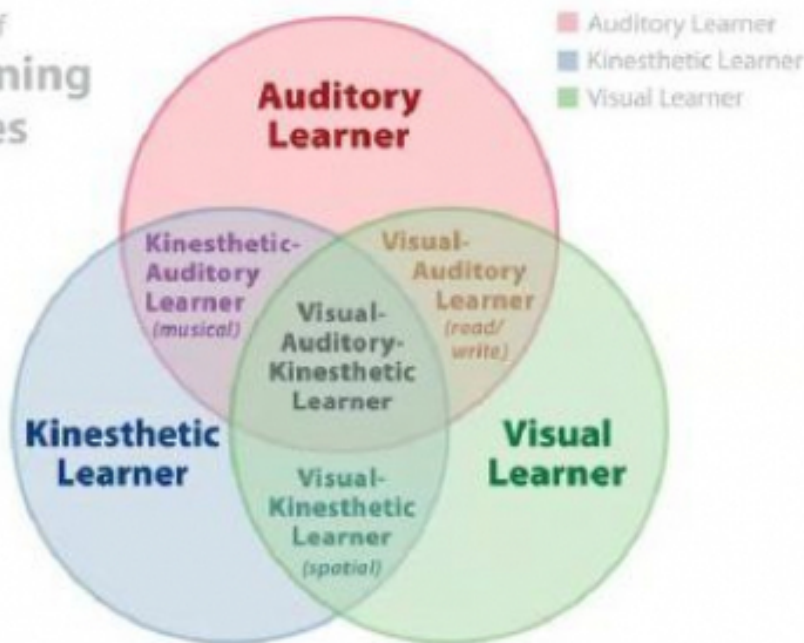 f
ning
es
Auditory Learner
Kinesthetic Learner
Visual Learner
Auditory
Learner
Kinesthetic-
Auditory
Learner
(musical)
Visual-
Auditory
Learner
(read/
write)
Visual-
Auditory-
Kinesthetic
Learner
Kinesthetic
Learner
Visual
Learner
Visual-
Kinesthetic
Learner
(spatial)